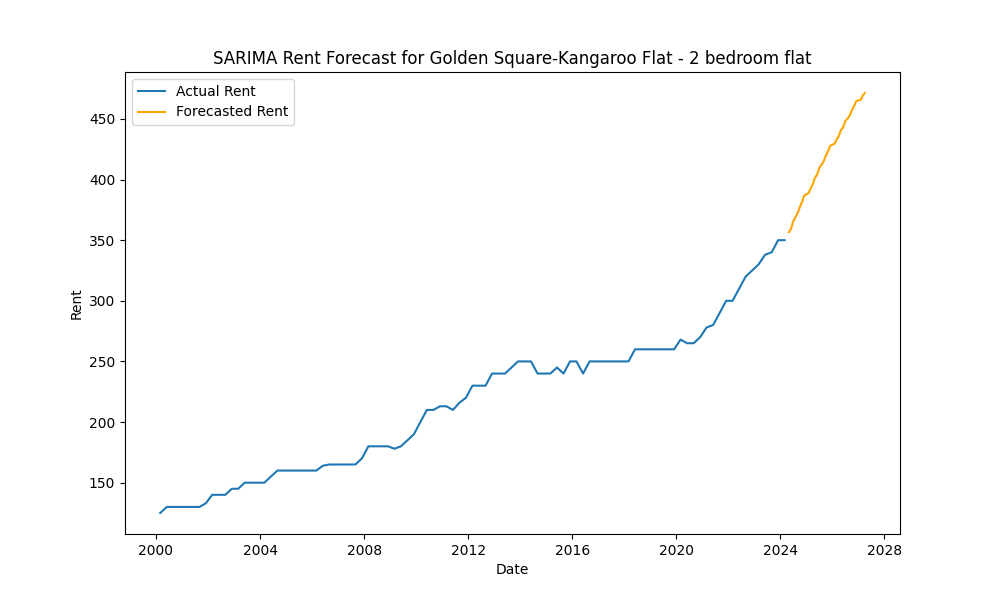 SARIMA Rent Forecast for Golden Square-Kangaroo Flat - 2 bedroom flat
Actual Rent
Forecasted Rent
450
400
350
300
250
200
150
Rent
2000 2004 2008 2012 2016 2020 2024 2028
Date